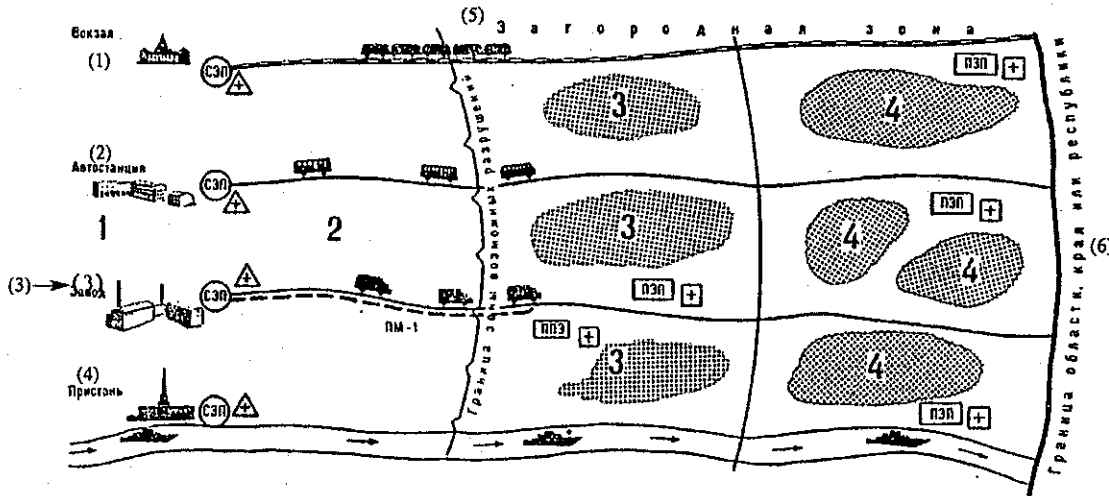 (5) Загородная зона
Вокзал
(1)
СЭП
ПЭП
3
4
(2)
Автостанция
СЭП
ПЭП
1
2
3
4
4
Граница зоны возможных разрушений
Граница области, края или республики
(6)
(3) (3)
Завод
СЭП
ПЭП
ПМ-1
ППЭ
3
4
(4)
Пристань
СЭП
ПЭП